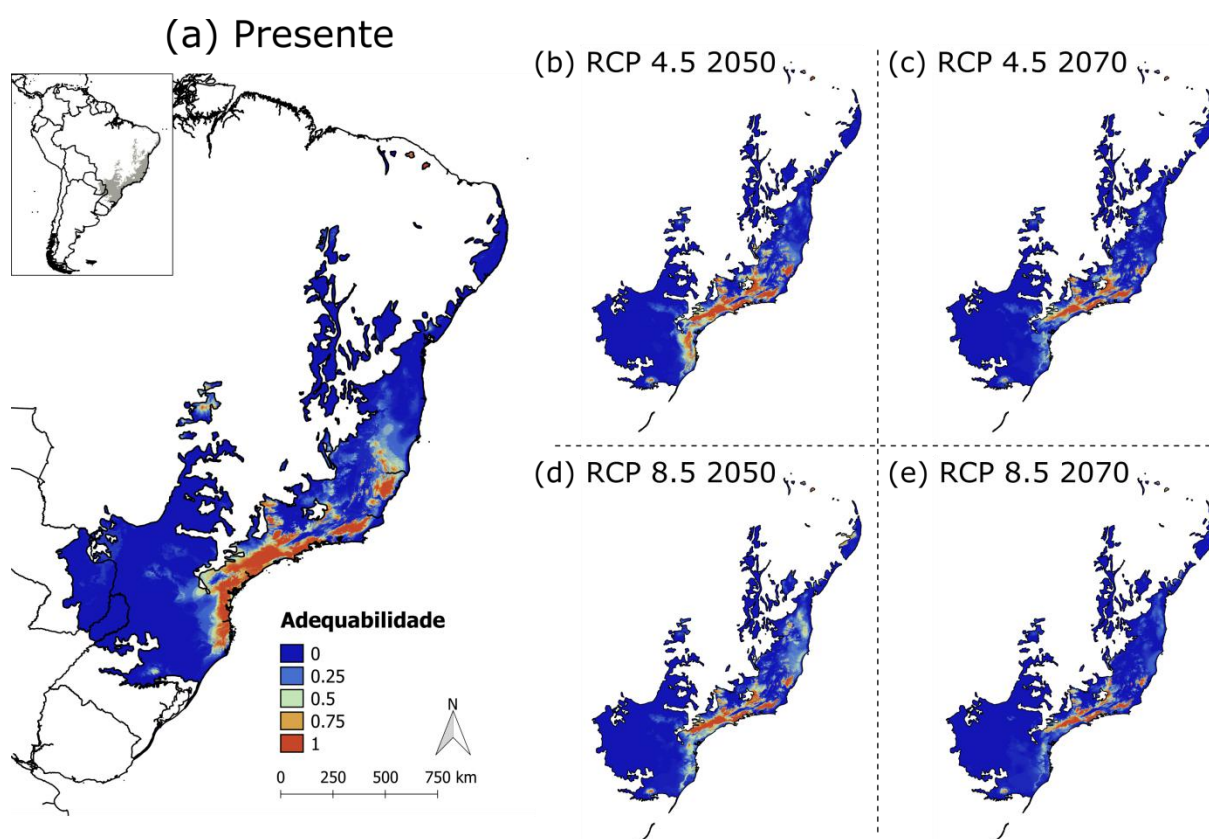 (a) Presente
(b) RCP 4.5 2050
(c) RCP 4.5 2070
(d) RCP 8.5 2050
(e) RCP 8.5 2070
Adequabilidade
0
0.25
0.5
0.75
1
N
0 250 500 750 km